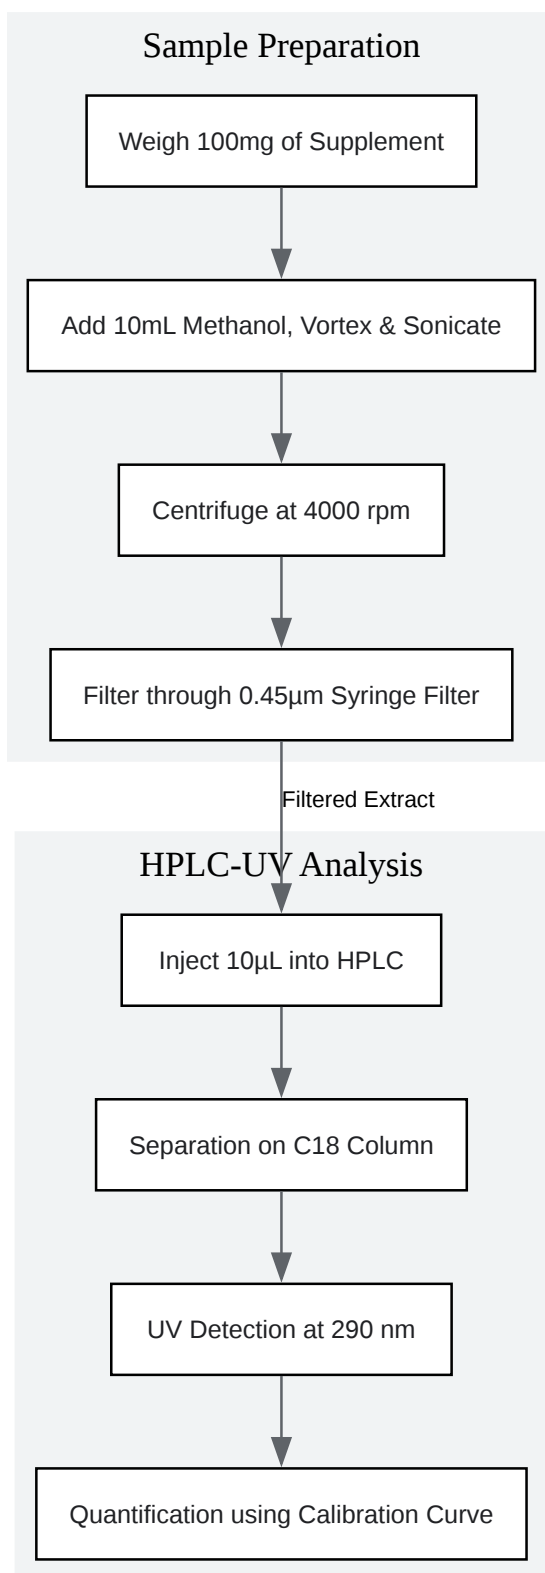 Sample Preparation
Weigh 100mg of Supplement
Add 10mL Methanol, Vortex & Sonicate
Centrifuge at 4000 rpm
Filter through 0.45µm Syringe Filter
Filtered Extract
HPLC-UV Analysis
Inject 10µL into HPLC
Separation on C18 Column
UV Detection at 290 nm
Quantification using Calibration Curve